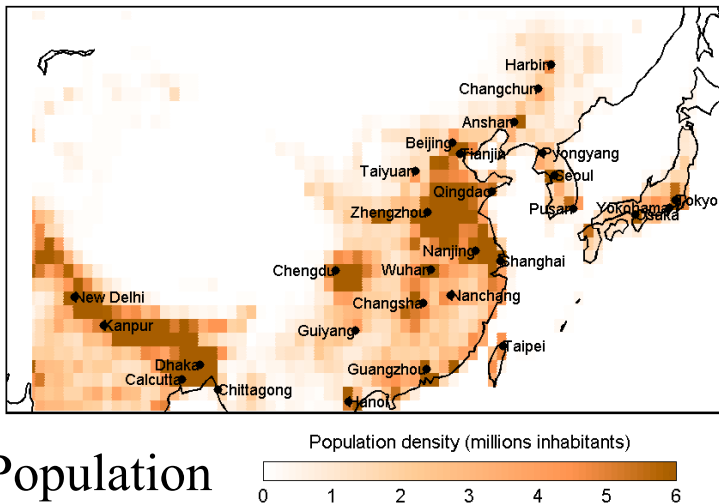 Harbin
Changchun
Anshan
Beijing
Tianjin
Pyongyang
Taiyuan
Seoul
Qingdao
Tokyo
Zhengzhou
Pusan
Yokohama
Osaka
Nanjing
Shanghai
Chengdu
Wuhan
New Delhi
Changsha
Nanchang
Kanpur
Guiyang
Taipei
Dhaka
Guangzhou
Calcutta
Chittagong
Hanoi
Population density (millions inhabitants)
Population
0 1 2 3 4 5 6